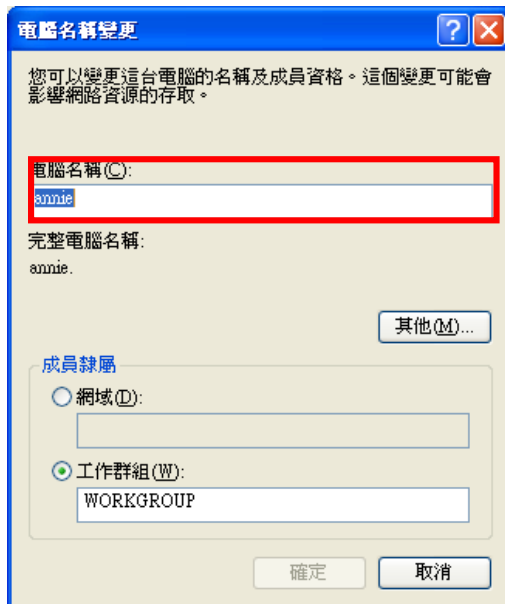 電腦名稱變更
您可以變更這台電腦的名稱及成員資格。這個變更可能會
影響網路資源的存取。
電腦名稱(C):
annie
完整電腦名稱:
annie.
其他(M)...
成員隸屬
網域(D):
工作群組(W):
WORKGROUP
確定
取消